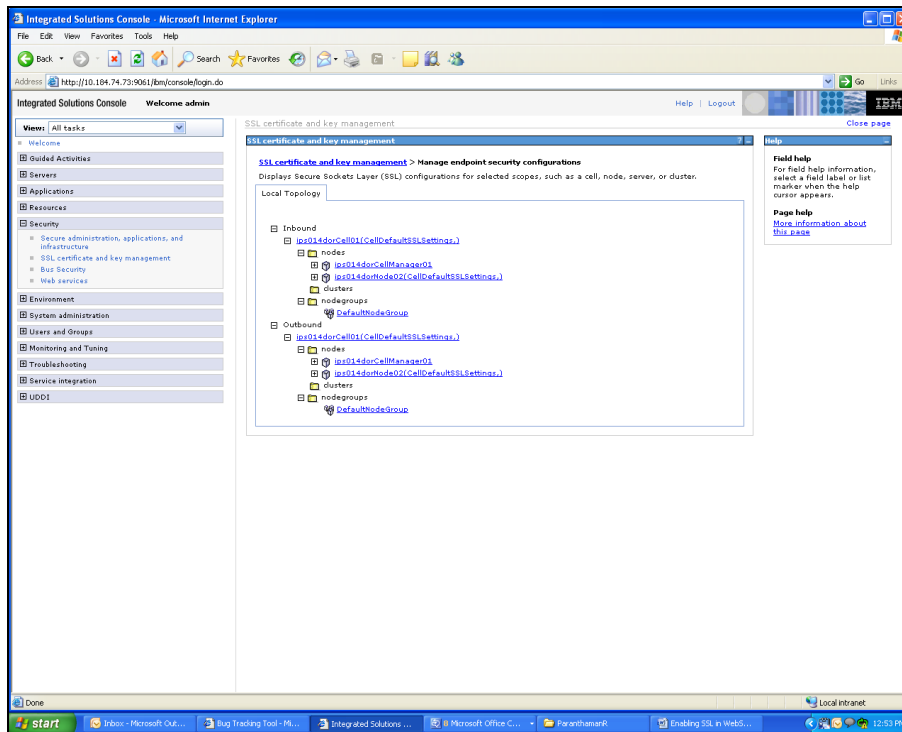 Integrated Solutions Console - Microsoft Internet Explorer
File Edit View Favorites Tools Help
Back Search Favorites
Address http://10.184.74.73:9061/ibm/console/login.do Go Links
Integrated Solutions Console Welcome admin Help | Logout IBM
View: All tasks
Welcome
Guided Activities
Servers
Applications
Resources
Security
Secure administration, applications, and
infrastructure
SSL certificate and key management
Bus Security
Web services
Environment
System administration
Users and Groups
Monitoring and Tuning
Troubleshooting
Service integration
UDDI
SSL certificate and key management Close page
SSL certificate and key management ?
SSL certificate and key management > Manage endpoint security configurations
Displays Secure Sockets Layer (SSL) configurations for selected scopes, such as a cell, node, server, or cluster.
Local Topology
Inbound
ips014dorCell01(CellDefaultSSLSettings,)
nodes
ips014dorCellManager01
ips014dorNode02(CellDefaultSSLSettings,)
clusters
nodegroups
DefaultNodeGroup
Outbound
ips014dorCell01(CellDefaultSSLSettings,)
nodes
ips014dorCellManager01
ips014dorNode02(CellDefaultSSLSettings,)
clusters
nodegroups
DefaultNodeGroup
Help
Field help
For field help information,
select a field label or list
marker when the help
cursor appears.
Page help
More information about
this page
Done Local intranet
start Inbox - Microsoft Out... Bug Tracking Tool - Mi... Integrated Solutions ... 8 Microsoft Office C... ParanthamanR Enabling SSL in WebS... 12:53 PM